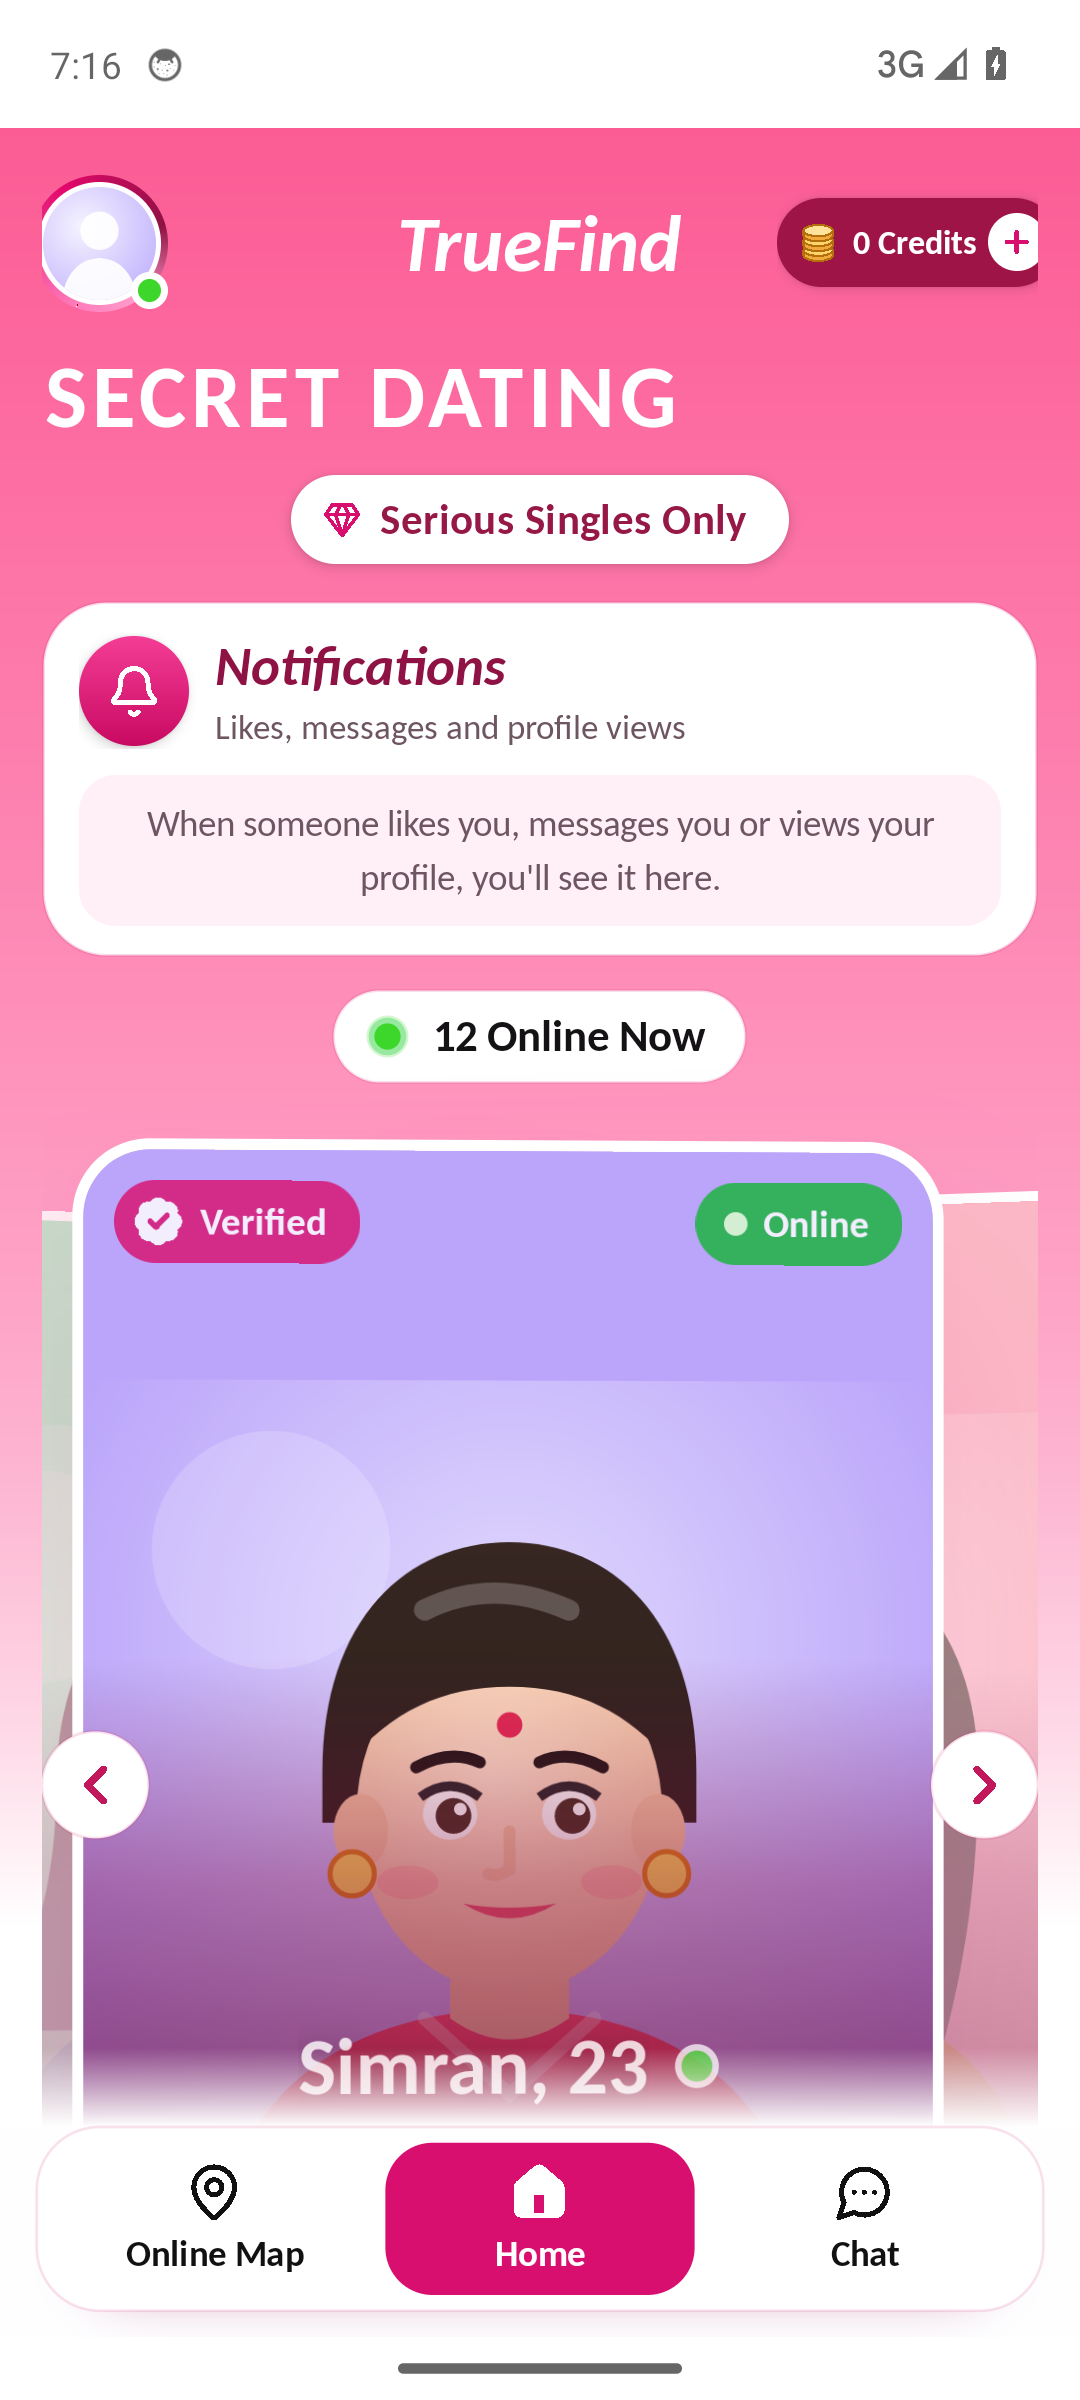 7:16
3G
TrueFind
0 Credits
SECRET DATING
Serious Singles Only
Notifications
Likes, messages and profile views
When someone likes you, messages you or views your
profile, you'll see it here.
12 Online Now
Verified
Online
Simran, 23
Online Map
Home
Chat